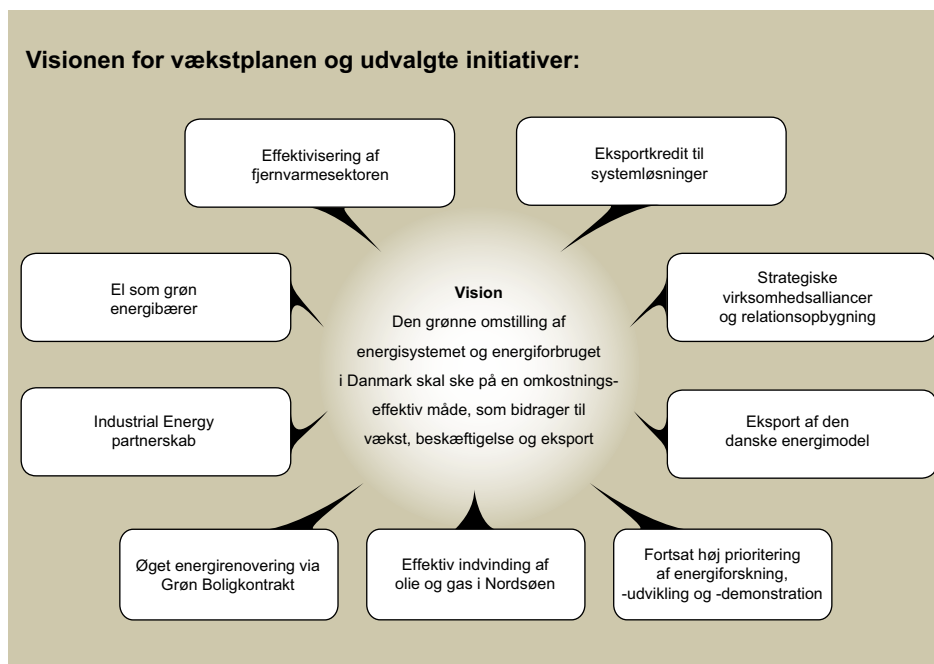 Visionen for vækstplanen og udvalgte initiativer:
Effektivisering af
fjernvarmesektoren
Eksportkredit til
systemløsninger
El som grøn
energibærer
Vision
Den grønne omstilling af
energisystemet og energiforbruget
i Danmark skal ske på en omkostnings-
effektiv måde, som bidrager til
vækst, beskæftigelse og eksport
Strategiske
virksomhedsalliancer
og relationsopbygning
Industrial Energy
partnerskab
Eksport af den
danske energimodel
Øget energirenovering via
Grøn Boligkontrakt
Effektiv indvinding af
olie og gas i Nordsøen
Fortsat høj prioritering
af energiforskning,
-udvikling og -demonstration